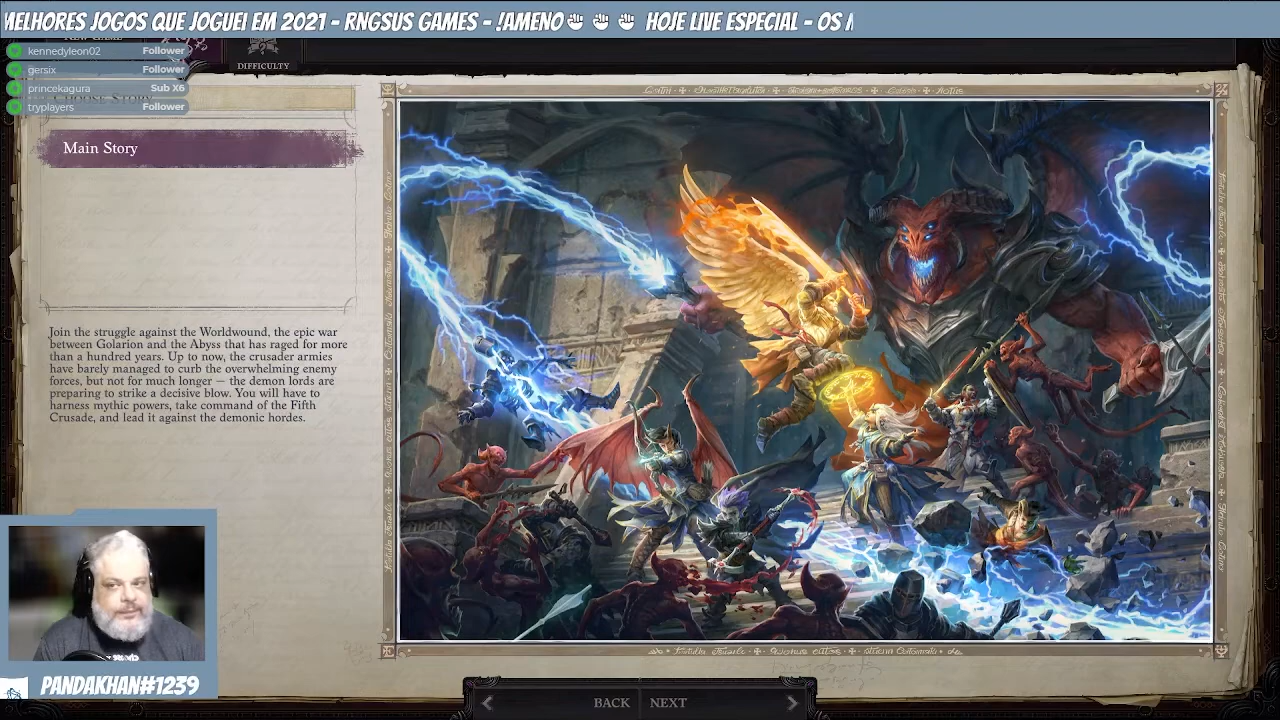 MELHORES JOGOS QUE JOGUEI EM 2021 - RNGSUS GAMES - !AMENO HOJE LIVE ESPECIAL - OS
kennedyleon02 Follower
DIFFICULTY
gersix Follower
princekagura Sub X6
tryplayers Follower
Main Story
Join the struggle against the Worldwound, the epic war
between Golarion and the Abyss that has raged for more
than a hundred years. Up to now, the crusader armies
have barely managed to curb the overwhelming enemy
forces, but not for much longer — the demon lords are
preparing to strike a decisive blow. You will have to
harness mythic powers, take command of the Fifth
Crusade, and lead it against the demonic hordes.
PANDAKHAN#1239
BACK NEXT